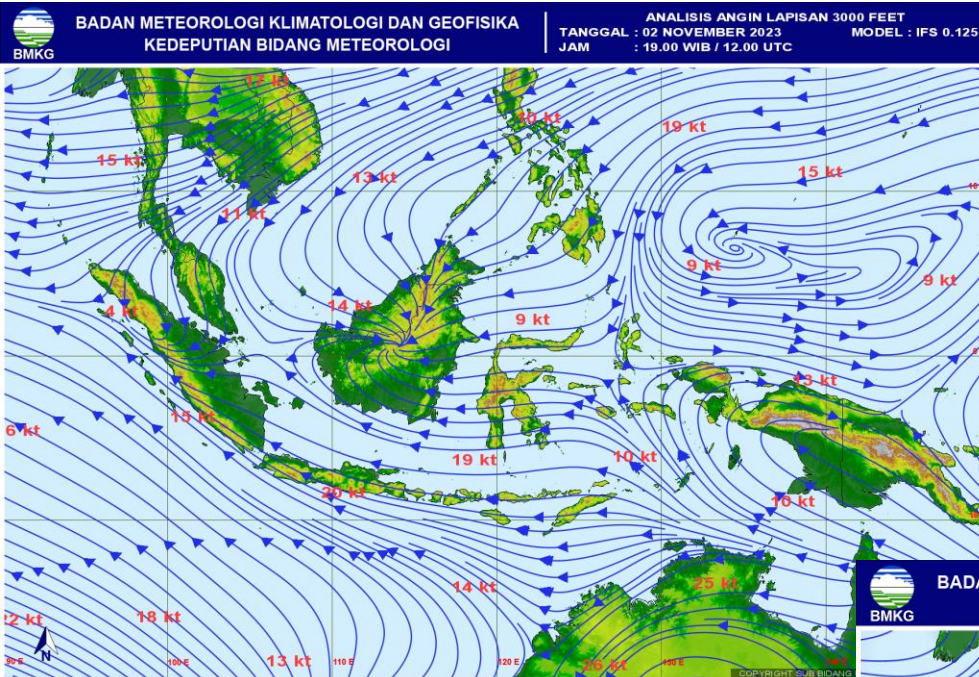 BMKG
BADAN METEOROLOGI KLIMATOLOGI DAN GEOFISIKA
KEDEPUTIAN BIDANG METEOROLOGI
ANALISIS ANGIN LAPISAN 3000 FEET
TANGGAL : 02 NOVEMBER 2023 MODEL : IFS 0.125
JAM : 19.00 WIB / 12.00 UTC
17 kt
10 kt
19 kt
15 kt
15 kt
13 kt
11 kt
9 kt
9 kt
14 kt
4 kt
9 kt
13 kt
15 kt
6 kt
19 kt
10 kt
20 kt
10 kt
14 kt
25 kt
18 kt
22 kt
13 kt
26 kt
N
90 E 100 E 110 E 120 E 130 E 140 E
COPYRIGHT SUB BIDANG
BMKG
BADA